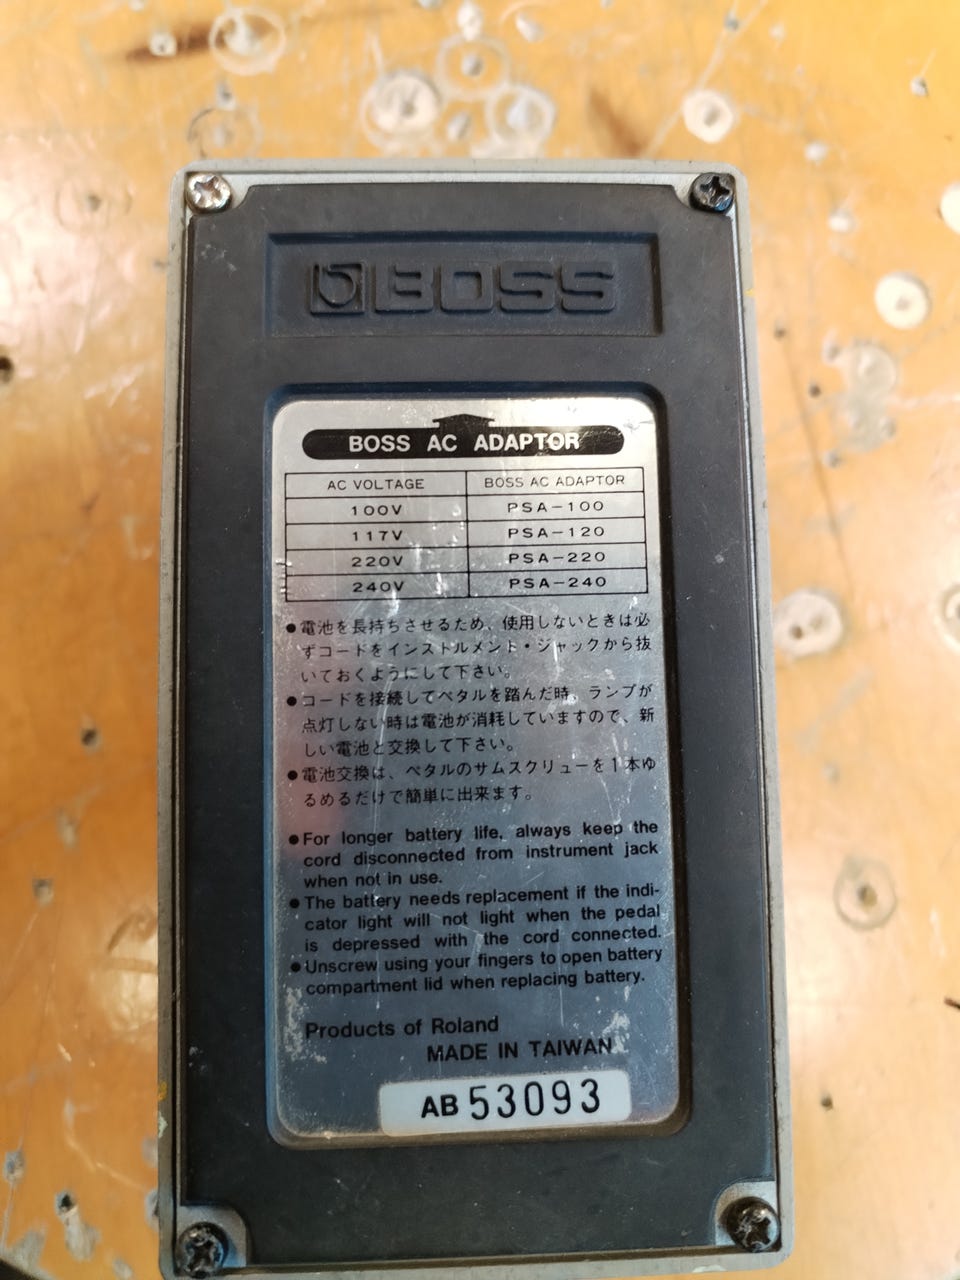 BOSS
BOSS AC ADAPTOR
AC VOLTAGE BOSS AC ADAPTOR
100V PSA-100
117V PSA-120
220V PSA-220
240V PSA-240
●電池を長持ちさせるため、使用しないときは必
ずコードをインストルメント・ジャックから抜
いておくようにして下さい。
●コードを接続してペタルを踏んだ時、ランプが
点灯しない時は電池が消耗していますので、新
しい電池と交換して下さい。
●電池交換は、ペタルのサムスクリューを1本ゆ
るめるだけで簡単に出来ます。
●For longer battery life, always keep the
cord disconnected from instrument jack
when not in use.
●The battery needs replacement if the indi-
cator light will not light when the pedal
is depressed with the cord connected.
●Unscrew using your fingers to open battery
compartment lid when replacing battery.
Products of Roland
MADE IN TAIWAN
AB 53093